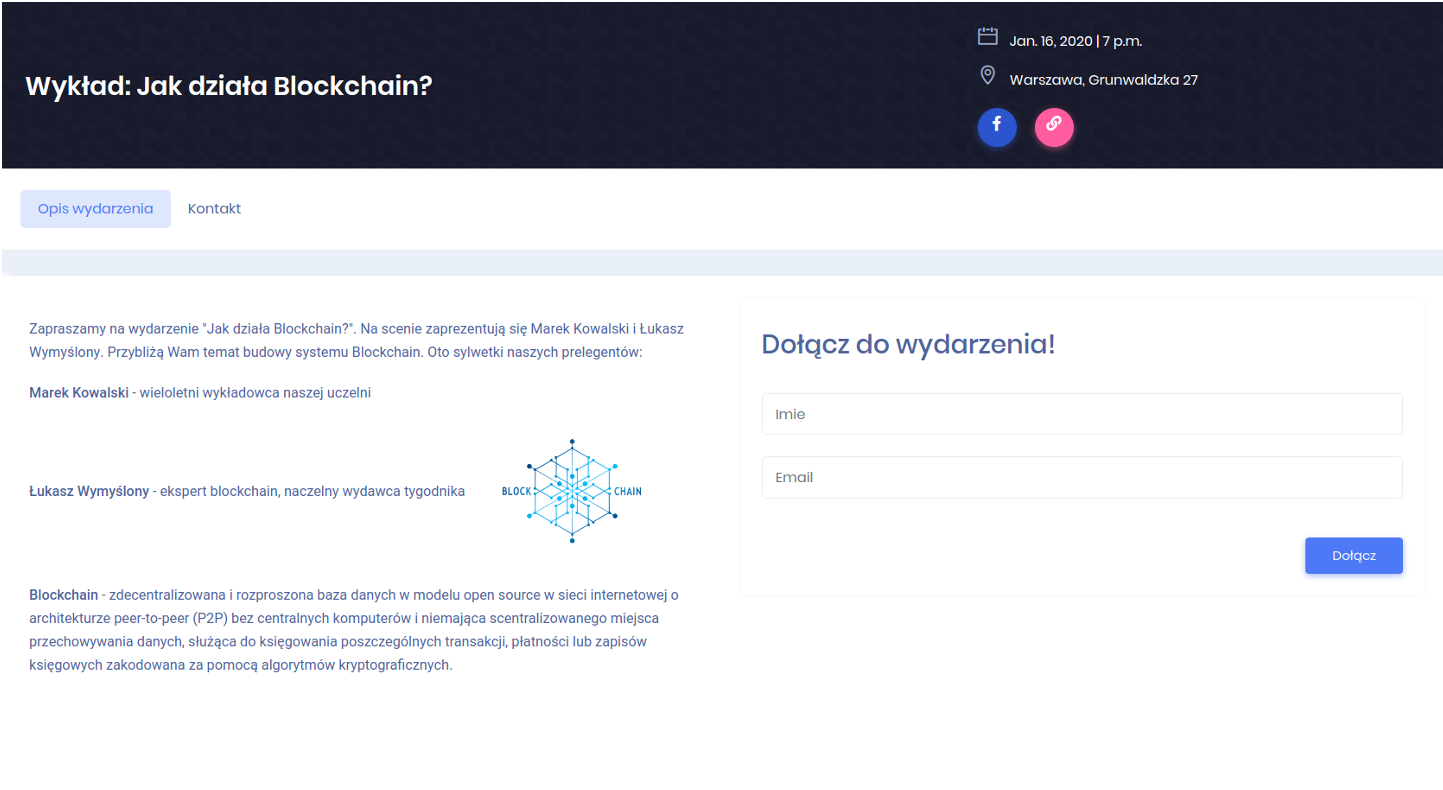 Wykład: Jak działa Blockchain?
Jan. 16, 2020 | 7 p.m.
Warszawa, Grunwaldzka 27
Opis wydarzenia
Kontakt
Zapraszamy na wydarzenie "Jak działa Blockchain?". Na scenie zaprezentują się Marek Kowalski i Łukasz
Wymyślony. Przybliżą Wam temat budowy systemu Blockchain. Oto sylwetki naszych prelegentów:
Marek Kowalski - wieloletni wykładowca naszej uczelni
Łukasz Wymyślony - ekspert blockchain, naczelny wydawca tygodnika
BLOCK CHAIN
Blockchain - zdecentralizowana i rozproszona baza danych w modelu open source w sieci internetowej o
architekturze peer-to-peer (P2P) bez centralnych komputerów i niemająca scentralizowanego miejsca
przechowywania danych, służąca do księgowania poszczególnych transakcji, płatności lub zapisów
księgowych zakodowana za pomocą algorytmów kryptograficznych.
Dołącz do wydarzenia!
Imie
Email
Dołącz